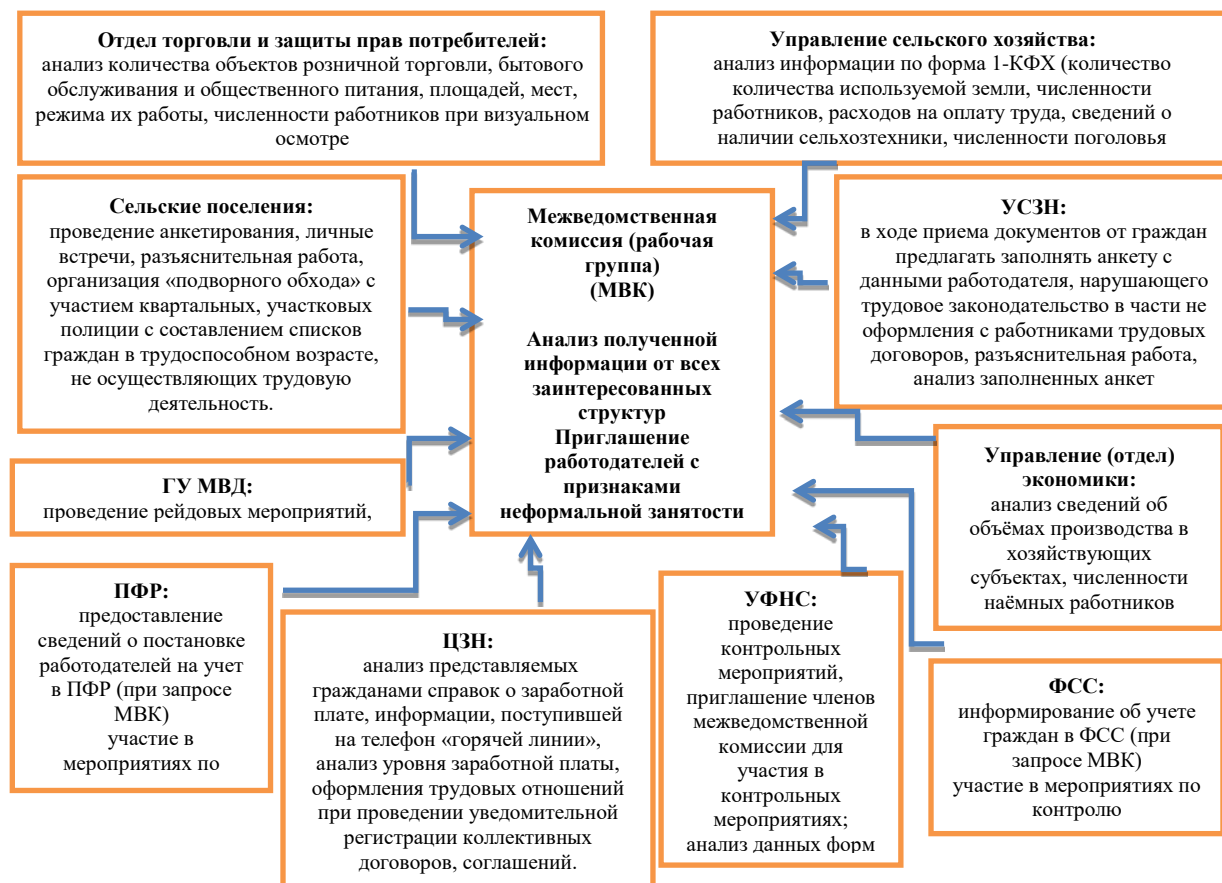 Отдел торговли и защиты прав потребителей:
анализ количества объектов розничной торговли, бытового
обслуживания и общественного питания, площадей, мест,
режима их работы, численности работников при визуальном
осмотре
Управление сельского хозяйства:
анализ информации по форма 1-КФХ (количество
количества используемой земли, численности
работников, расходов на оплату труда, сведений о
наличии сельхозтехники, численности поголовья
Сельские поселения:
проведение анкетирования, личные
встречи, разъяснительная работа,
организация «подворного обхода» с
участием квартальных, участковых
полиции с составлением списков
граждан в трудоспособном возрасте,
не осуществляющих трудовую
деятельность.
Межведомственная
комиссия (рабочая
группа)
(МВК)
Анализ полученной
информации от всех
заинтересованных
структур
Приглашение
работодателей с
признаками
неформальной занятости
УСЗН:
в ходе приема документов от граждан
предлагать заполнять анкету с
данными работодателя, нарушающего
трудовое законодательство в части не
оформления с работниками трудовых
договоров, разъяснительная работа,
анализ заполненных анкет
ГУ МВД:
проведение рейдовых мероприятий,
Управление (отдел)
экономики:
анализ сведений об
объёмах производства в
хозяйствующих
субъектах, численности
наёмных работников
ПФР:
предоставление
сведений о постановке
работодателей на учет
в ПФР (при запросе
МВК)
участие в
мероприятиях по
ЦЗН:
анализ представляемых
гражданами справок о заработной
плате, информации, поступившей
на телефон «горячей линии»,
анализ уровня заработной платы,
оформления трудовых отношений
при проведении уведомительной
регистрации коллективных
договоров, соглашений.
УФНС:
проведение
контрольных
мероприятий,
приглашение членов
межведомственной
комиссии для
участия в
контрольных
мероприятиях;
анализ данных форм
ФСС:
информирование об учете
граждан в ФСС (при
запросе МВК)
участие в мероприятиях по
контролю